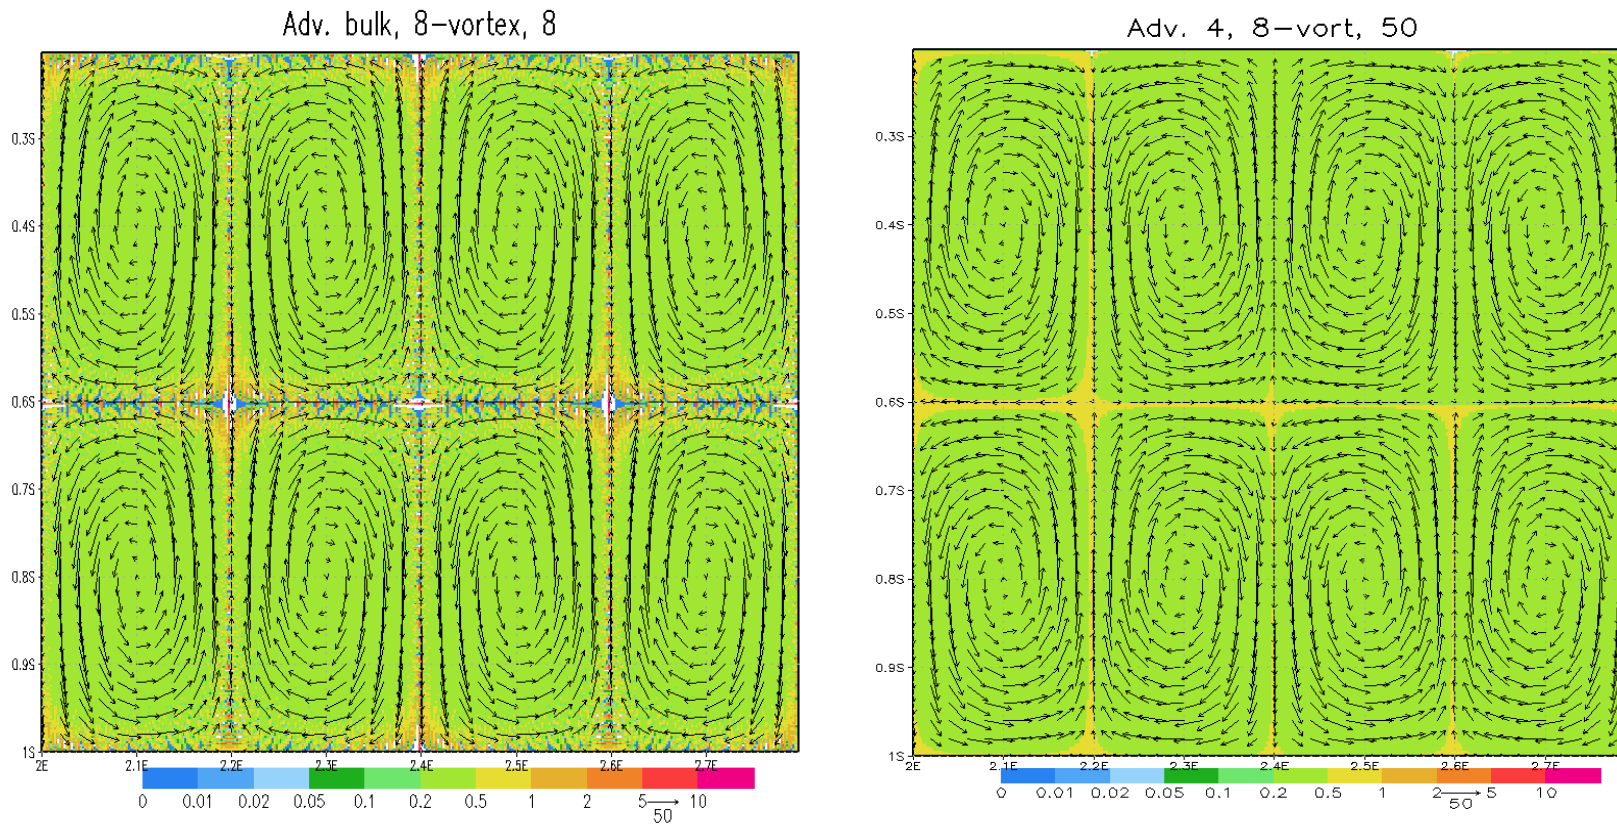 Adv. bulk, 8-vortex, 8
0.3S
0.4S
0.5S
0.6S
0.7S
0.8S
0.9S
1S
2E 2.1E 2.2E 2.3E 2.4E 2.5E 2.6E 2.7E
0 0.01 0.02 0.05 0.1 0.2 0.5 1 2 5 10
50
Adv. 4, 8-vort, 50
0.3S
0.4S
0.5S
0.6S
0.7S
0.8S
0.9S
1S
2E 2.1E 2.2E 2.3E 2.4E 2.5E 2.6E 2.7E
0 0.01 0.02 0.05 0.1 0.2 0.5 1 2 5 10
50